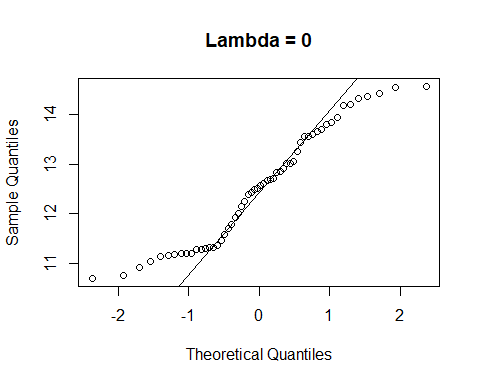 Lambda = 0
Sample Quantiles
14
13
12
11
-2 -1 0 1 2
Theoretical Quantiles